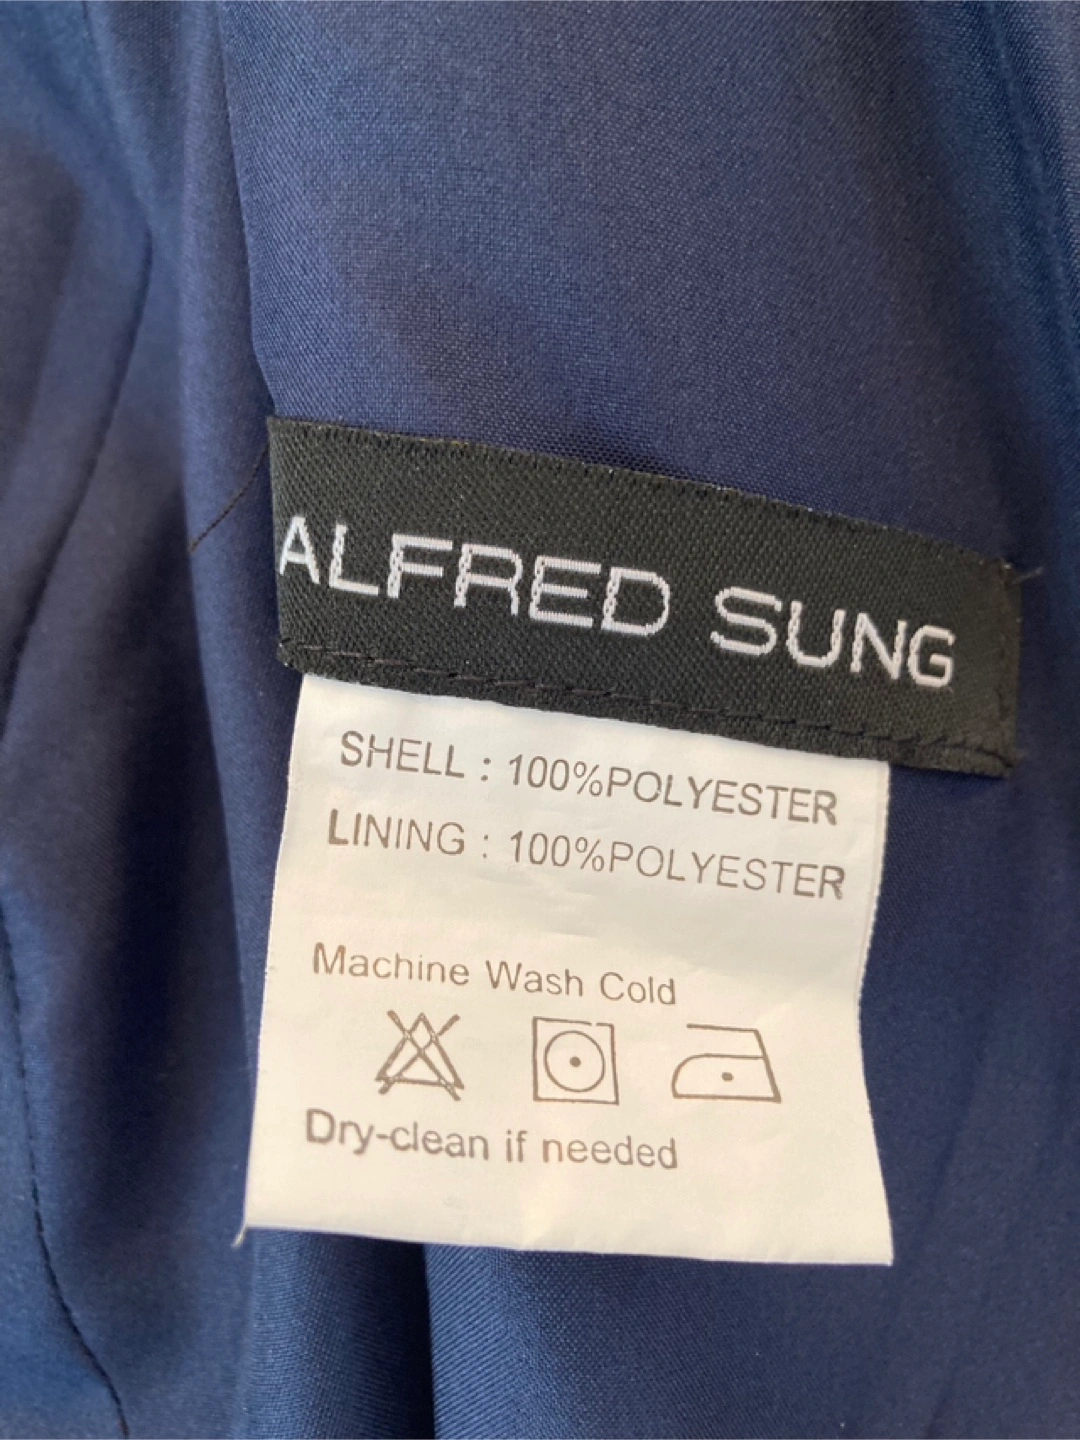 ALFRED SUNG
SHELL : 100%POLYESTER
LINING : 100%POLYESTER
Machine Wash Cold
Dry-clean if needed